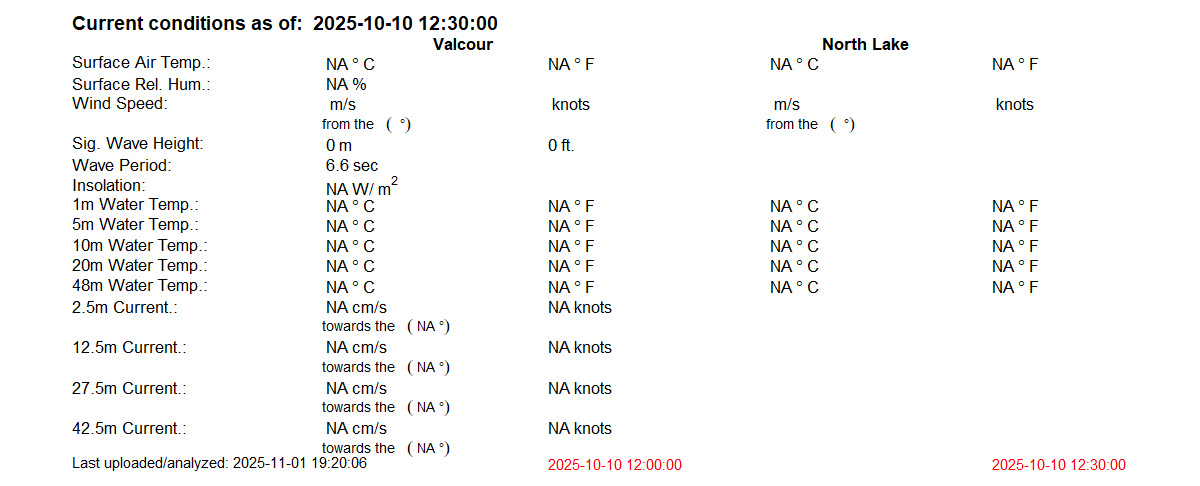 Current conditions as of: 2025-10-10 12:30:00
Valcour North Lake
Surface Air Temp.: NA ° C NA ° F NA ° C NA ° F
Surface Rel. Hum.: NA %
Wind Speed: m/s knots m/s knots
from the ( °) from the ( °)
Sig. Wave Height: 0 m 0 ft.
Wave Period: 6.6 sec
Insolation: NA W/ m²
1m Water Temp.: NA ° C NA ° F NA ° C NA ° F
5m Water Temp.: NA ° C NA ° F NA ° C NA ° F
10m Water Temp.: NA ° C NA ° F NA ° C NA ° F
20m Water Temp.: NA ° C NA ° F NA ° C NA ° F
48m Water Temp.: NA ° C NA ° F NA ° C NA ° F
2.5m Current.: NA cm/s NA knots
towards the ( NA °)
12.5m Current.: NA cm/s NA knots
towards the ( NA °)
27.5m Current.: NA cm/s NA knots
towards the ( NA °)
42.5m Current.: NA cm/s NA knots
towards the ( NA °)
Last uploaded/analyzed: 2025-11-01 19:20:06 2025-10-10 12:00:00 2025-10-10 12:30:00